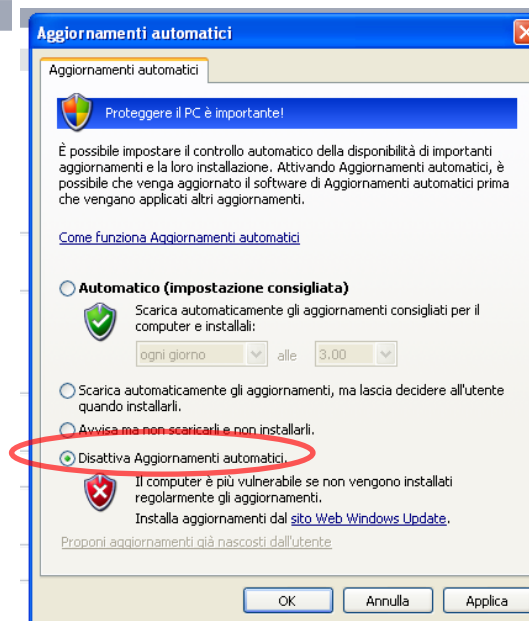 Aggiornamenti automatici
Aggiornamenti automatici
Proteggere il PC è importante!
È possibile impostare il controllo automatico della disponibilità di importanti
aggiornamenti e la loro installazione. Attivando Aggiornamenti automatici, è
possibile che venga aggiornato il software di Aggiornamenti automatici prima
che vengano applicati altri aggiornamenti.
Come funziona Aggiornamenti automatici
Automatico (impostazione consigliata)
Scarica automaticamente gli aggiornamenti consigliati per il
computer e installali:
ogni giorno alle 3.00
Scarica automaticamente gli aggiornamenti, ma lascia decidere all'utente
quando installarli.
Avvisa ma non scaricarli e non installarli.
Disattiva Aggiornamenti automatici.
Il computer è più vulnerabile se non vengono installati
regolarmente gli aggiornamenti.
Installa aggiornamenti dal sito Web Windows Update.
Proponi aggiornamenti già nascosti dall'utente
OK Annulla Applica